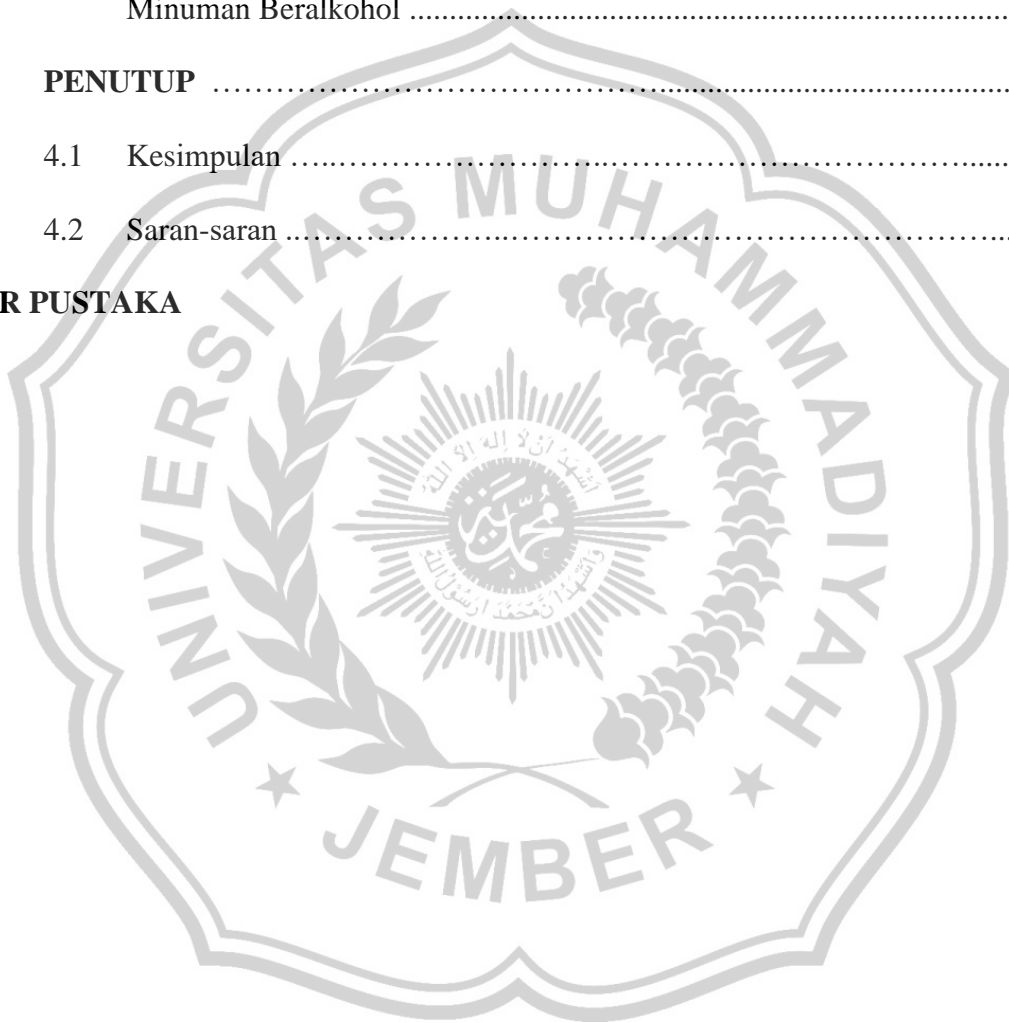 Minuman Beralkohol ........................................................................
PENUTUP ……………………………………….........................................
4.1 Kesimpulan …..………………………..………………..………………......
4.2 Saran-saran ..…………………..………………………………..………...
R PUSTAKA
UNIVERSITAS MUHAMMADIYAH
JEMBER